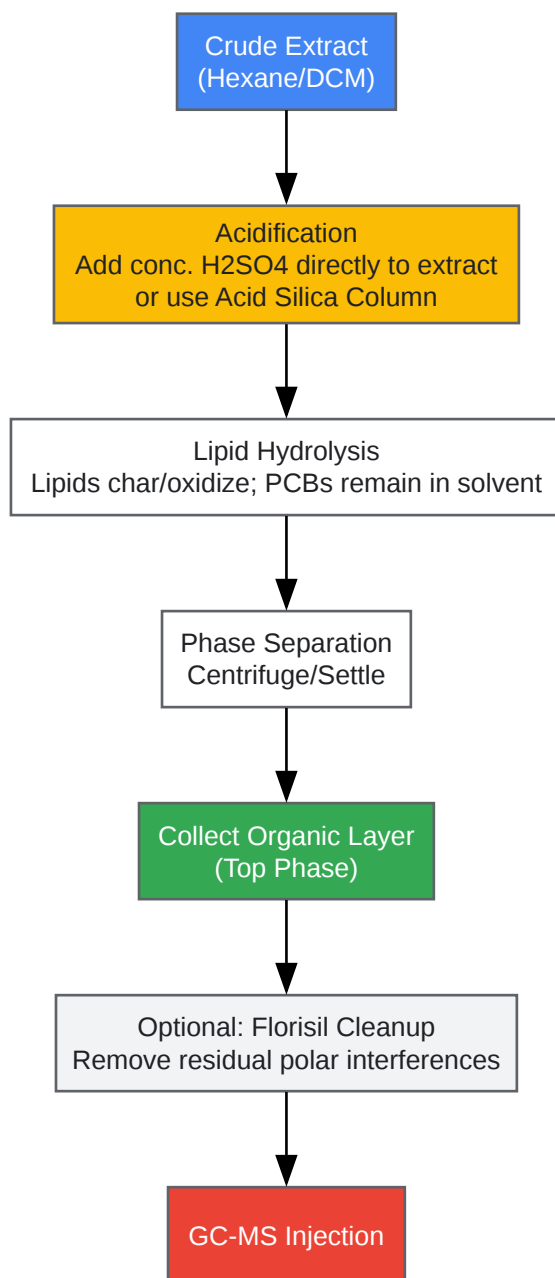 Crude Extract
(Hexane/DCM)
Acidification
Add conc. H2SO4 directly to extract
or use Acid Silica Column
Lipid Hydrolysis
Lipids char/oxidize; PCBs remain in solvent
Phase Separation
Centrifuge/Settle
Collect Organic Layer
(Top Phase)
Optional: Florisil Cleanup
Remove residual polar interferences
GC-MS Injection